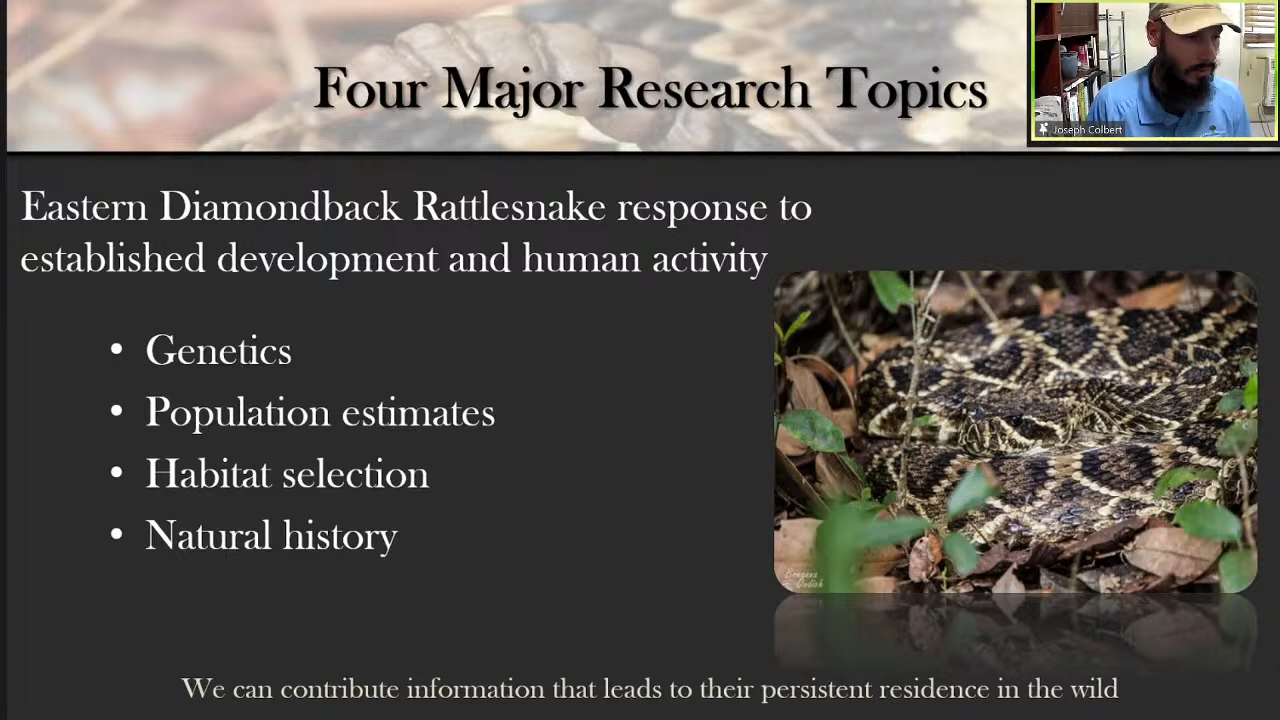 Four Major Research Topics
Joseph Colbert
Eastern Diamondback Rattlesnake response to
established development and human activity
• Genetics
• Population estimates
• Habitat selection
• Natural history
We can contribute information that leads to their persistent residence in the wild